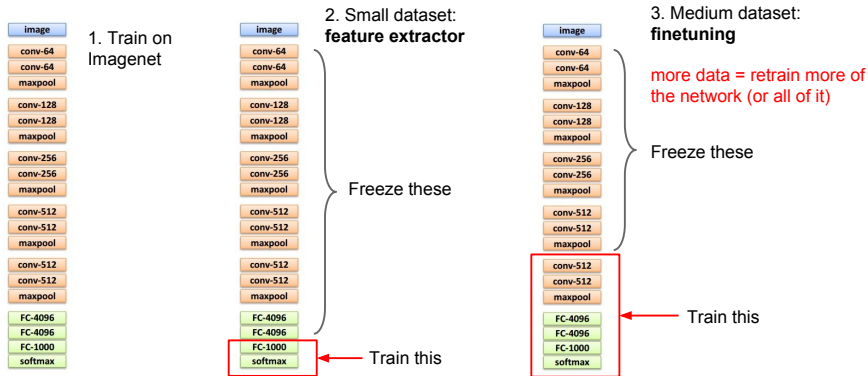 image
conv-64
conv-64
maxpool
conv-128
conv-128
maxpool
conv-256
conv-256
maxpool
conv-512
conv-512
maxpool
conv-512
conv-512
maxpool
FC-4096
FC-4096
FC-1000
softmax
1. Train on
Imagenet
2. Small dataset:
feature extractor
image
conv-64
conv-64
maxpool
conv-128
conv-128
maxpool
conv-256
conv-256
maxpool
conv-512
conv-512
maxpool
conv-512
conv-512
maxpool
FC-4096
FC-4096
FC-1000
softmax
Freeze these
Train this
3. Medium dataset:
finetuning
more data = retrain more of
the network (or all of it)
image
conv-64
conv-64
maxpool
conv-128
conv-128
maxpool
conv-256
conv-256
maxpool
conv-512
conv-512
maxpool
conv-512
conv-512
maxpool
FC-4096
FC-4096
FC-1000
softmax
Freeze these
Train this